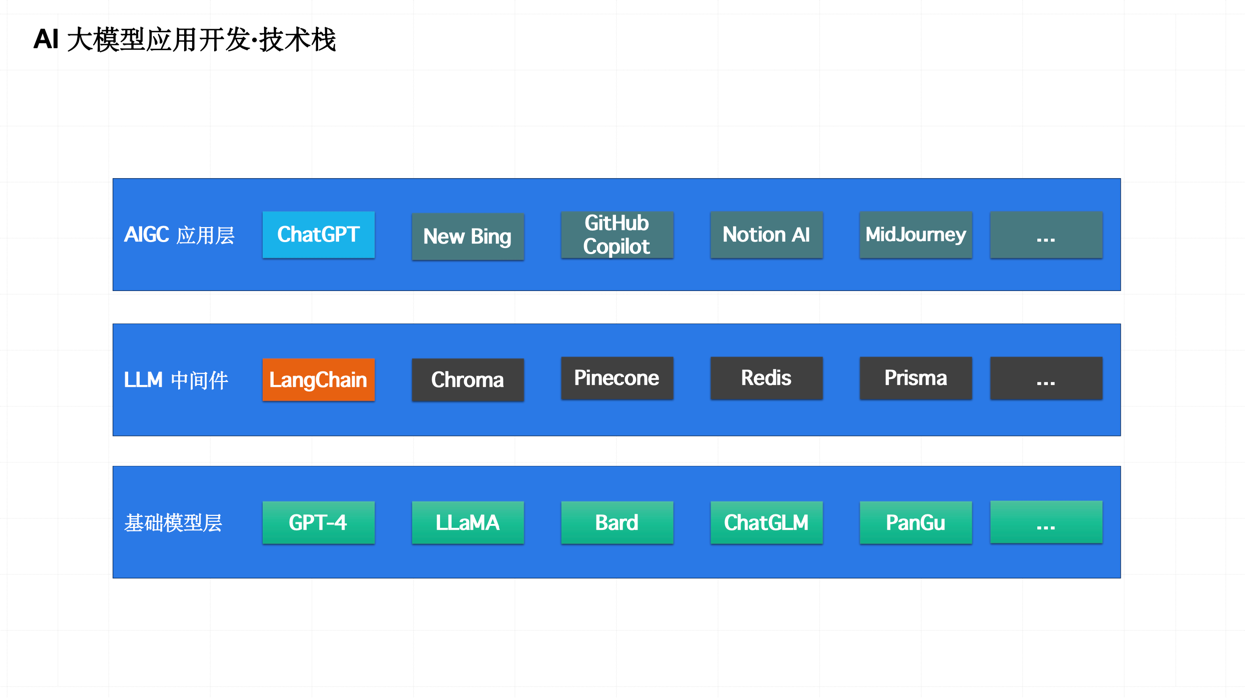 AI 大模型应用开发·技术栈
AIGC 应用层
ChatGPT
New Bing
GitHub
Copilot
Notion AI
MidJourney
...
LLM 中间件
LangChain
Chroma
Pinecone
Redis
Prisma
...
基础模型层
GPT-4
LLaMA
Bard
ChatGLM
PanGu
...